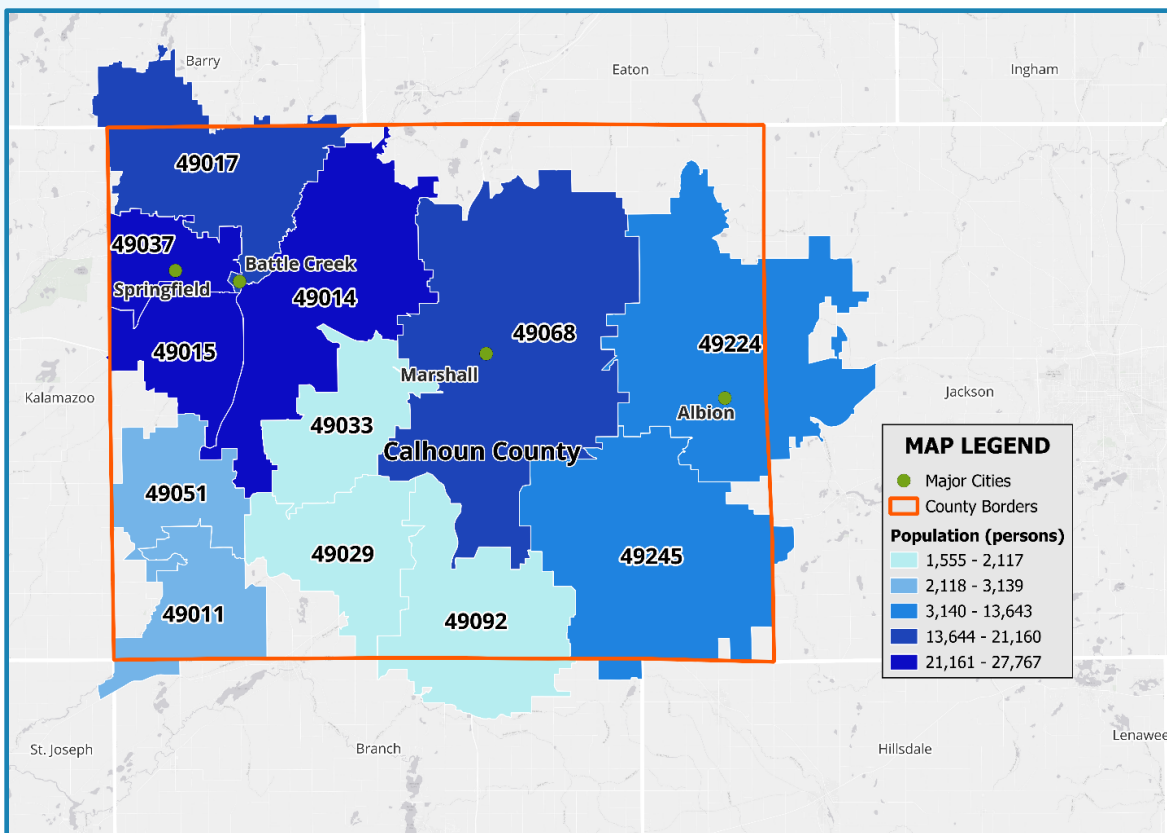 Barry
Eaton
Ingham
49017
49037
Battle Creek
Springfield
49014
49015
49068
49224
Marshall
Kalamazoo
Jackson
Albion
49033
Calhoun County
49051
49029
49245
49011
49092
MAP LEGEND
Major Cities
County Borders
Population (persons)
1,555 - 2,117
2,118 - 3,139
3,140 - 13,643
13,644 - 21,160
21,161 - 27,767
St. Joseph
Branch
Hillsdale
Lenawee